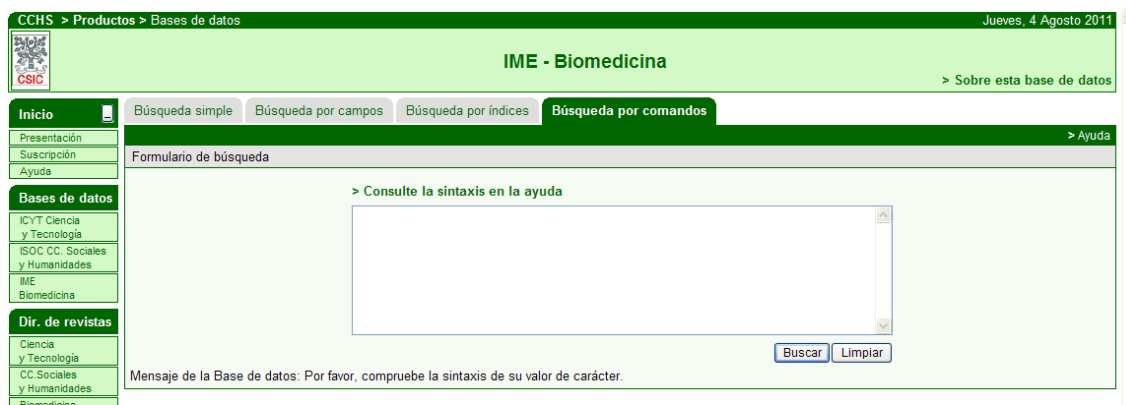 CCHS > Productos > Bases de datos
Jueves, 4 Agosto 2011
CSIC
IME - Biomedicina
> Sobre esta base de datos
Inicio
Presentación
Suscripción
Ayuda
Bases de datos
ICYT Ciencia
y Tecnología
ISOC CC. Sociales
y Humanidades
IME
Biomedicina
Dir. de revistas
Ciencia
y Tecnología
CC.Sociales
y Humanidades
Biomedicina
Búsqueda simple
Búsqueda por campos
Búsqueda por índices
Búsqueda por comandos
> Ayuda
Formulario de búsqueda
> Consulte la sintaxis en la ayuda
Buscar
Limpiar
Mensaje de la Base de datos: Por favor, compruebe la sintaxis de su valor de carácter.